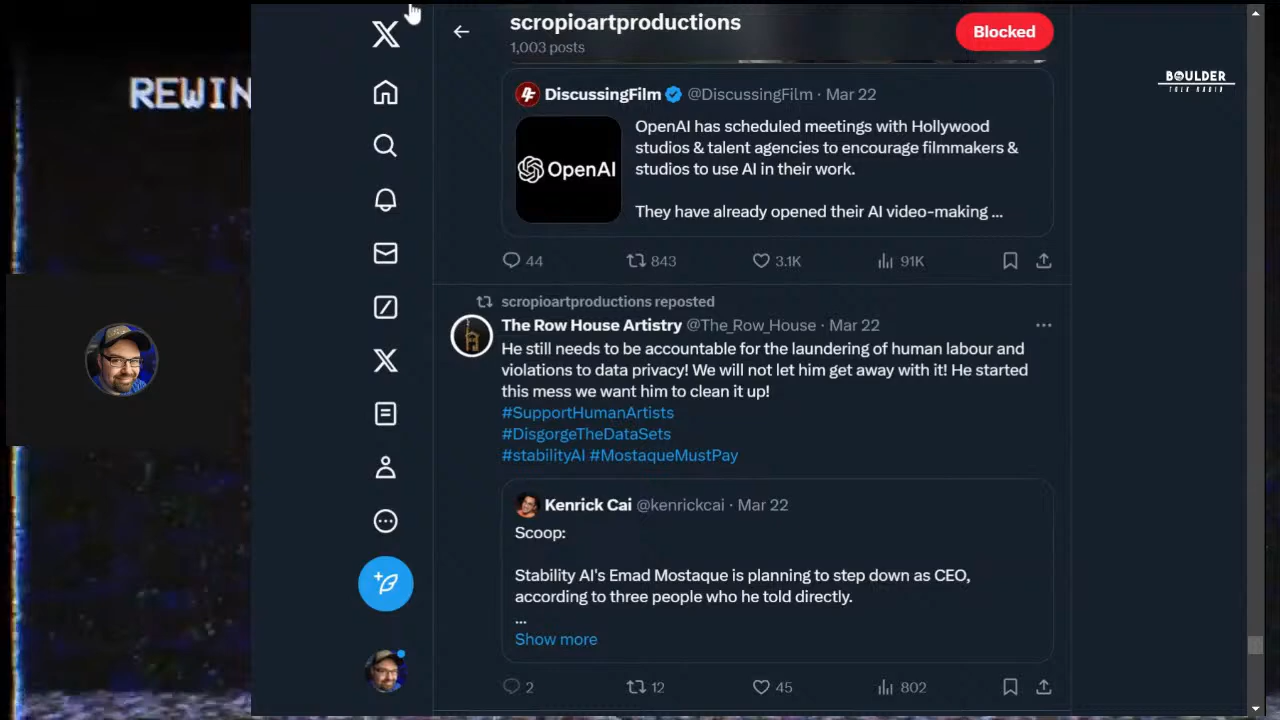 REWIN
scropioartproductions
1,003 posts
Blocked
BOULDER
TALK RADIO
DiscussingFilm @DiscussingFilm · Mar 22
OpenAI has scheduled meetings with Hollywood
studios & talent agencies to encourage filmmakers &
studios to use AI in their work.
They have already opened their AI video-making ...
OpenAI
44 843 3.1K 91K
scropioartproductions reposted
The Row House Artistry @The_Row_House · Mar 22
He still needs to be accountable for the laundering of human labour and
violations to data privacy! We will not let him get away with it! He started
this mess we want him to clean it up!
#SupportHumanArtists
#DisgorgeTheDataSets
#stabilityAI #MostaqueMustPay
Kenrick Cai @kenrickcai · Mar 22
Scoop:
Stability AI's Emad Mostaque is planning to step down as CEO,
according to three people who he told directly.
...
Show more
2 12 45 802